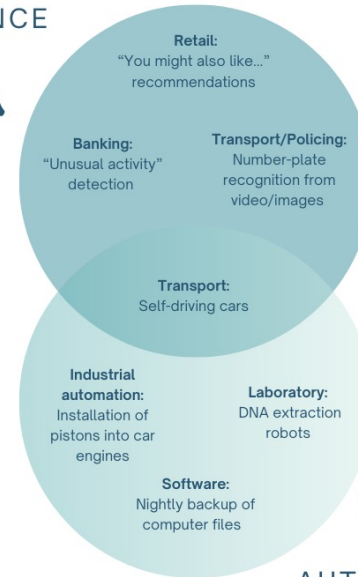 NCE
Retail:
“You might also like...”
recommendations
Banking:
“Unusual activity”
detection
Transport/Policing:
Number-plate
recognition from
video/images
Transport:
Self-driving cars
Industrial
automation:
Installation of
pistons into car
engines
Laboratory:
DNA extraction
robots
Software:
Nightly backup of
computer files
AUT